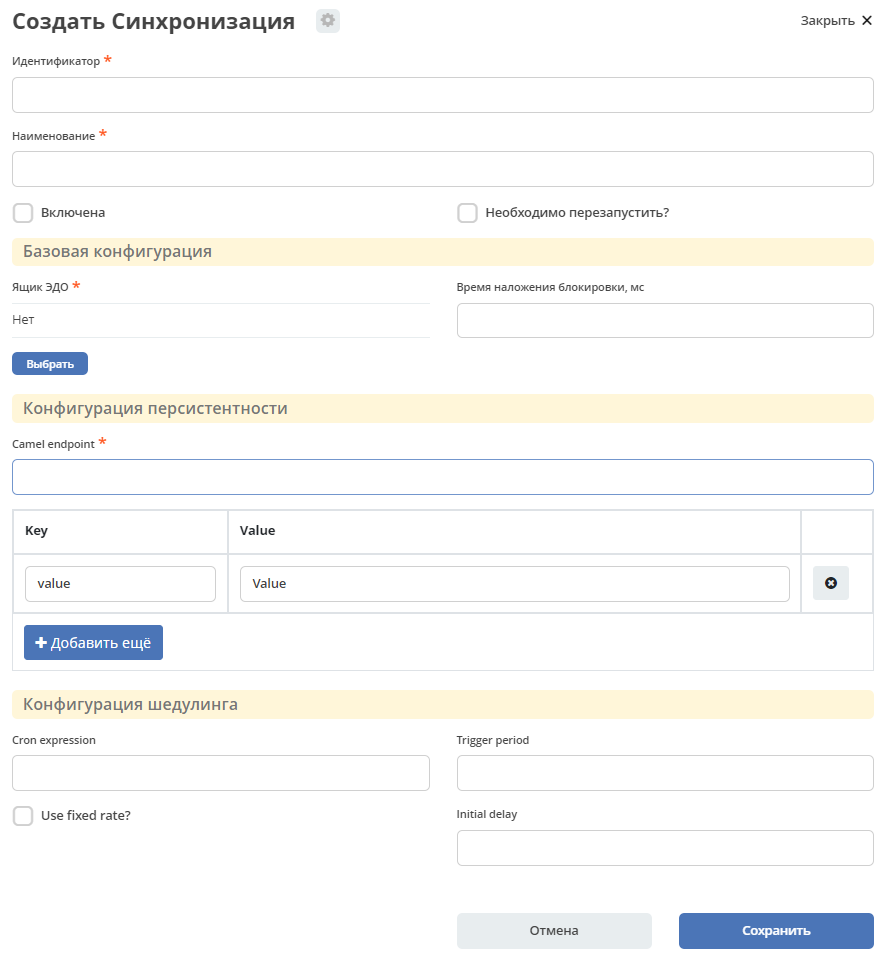 Создать Синхронизация
Закрыть ✕
Идентификатор *
Наименование *
Включена
Необходимо перезапустить?
Базовая конфигурация
Ящик ЭДО *
Время наложения блокировки, мс
Нет
Выбрать
Конфигурация персистентности
Camel endpoint *
Key Value
value Value
+ Добавить ещё
Конфигурация шедулинга
Cron expression
Trigger period
Use fixed rate?
Initial delay
Отмена
Сохранить